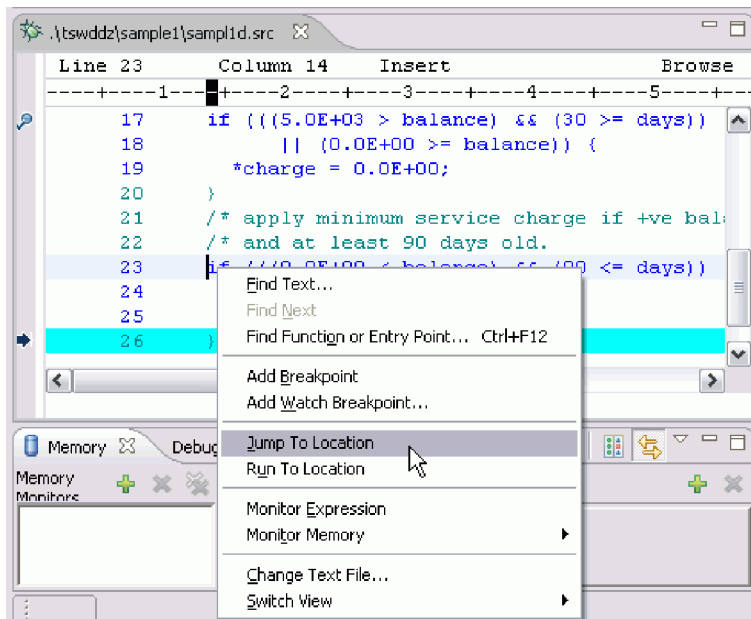 .\tswddz\sample1\sampl1d.src
Line 23 Column 14 Insert Browse
----+----1----+----2----+----3----+----4----+----5----+---
17 if (((5.0E+03 > balance) && (30 >= days))
18 || (0.0E+00 >= balance)) {
19 *charge = 0.0E+00;
20 }
21 /* apply minimum service charge if +ve bal
22 /* and at least 90 days old.
23 if (((0.0E+00 < balance) && (90 <= days))
24
25
26 }
Find Text...
Find Next
Find Function or Entry Point... Ctrl+F12
Add Breakpoint
Add Watch Breakpoint...
Jump To Location
Run To Location
Monitor Expression
Monitor Memory
Change Text File...
Switch View
Memory Debug
Memory
Monitors